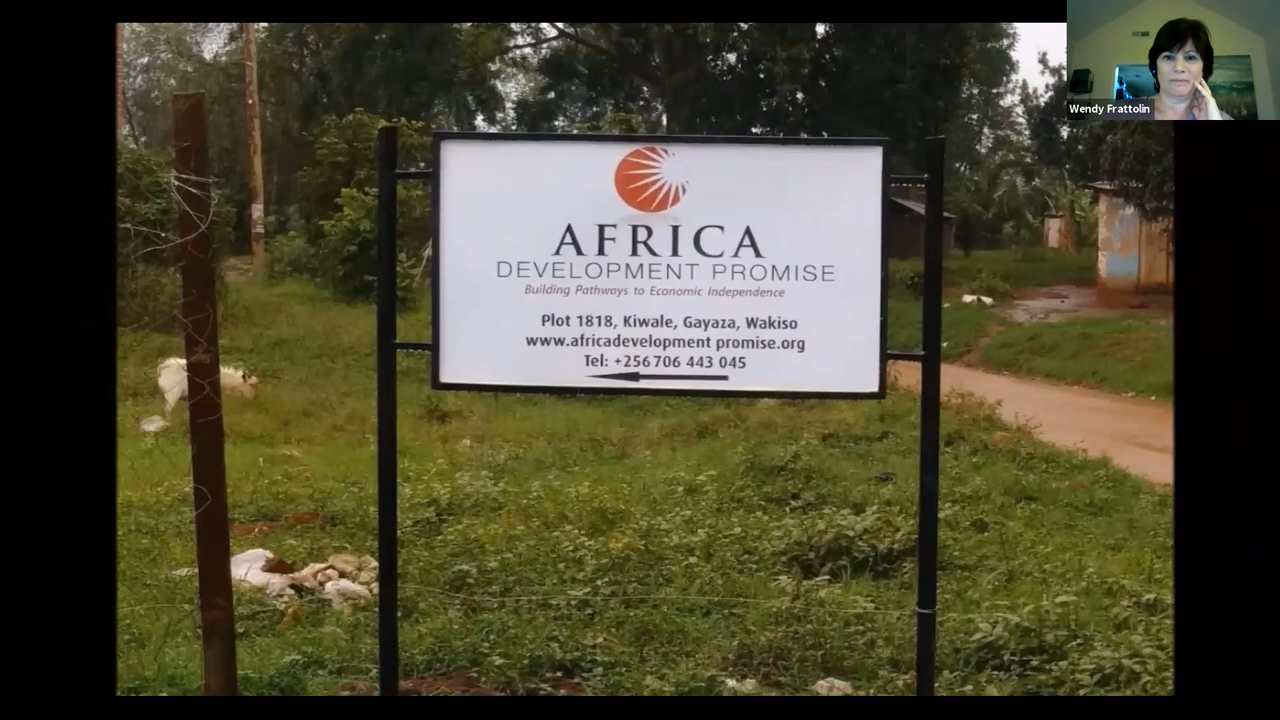 Wendy Frattolin
AFRICA
DEVELOPMENT PROMISE
Building Pathways to Economic Independence
Plot 1818, Kiwale, Gayaza, Wakiso
www.africadevelopment promise.org
Tel: +256 706 443 045